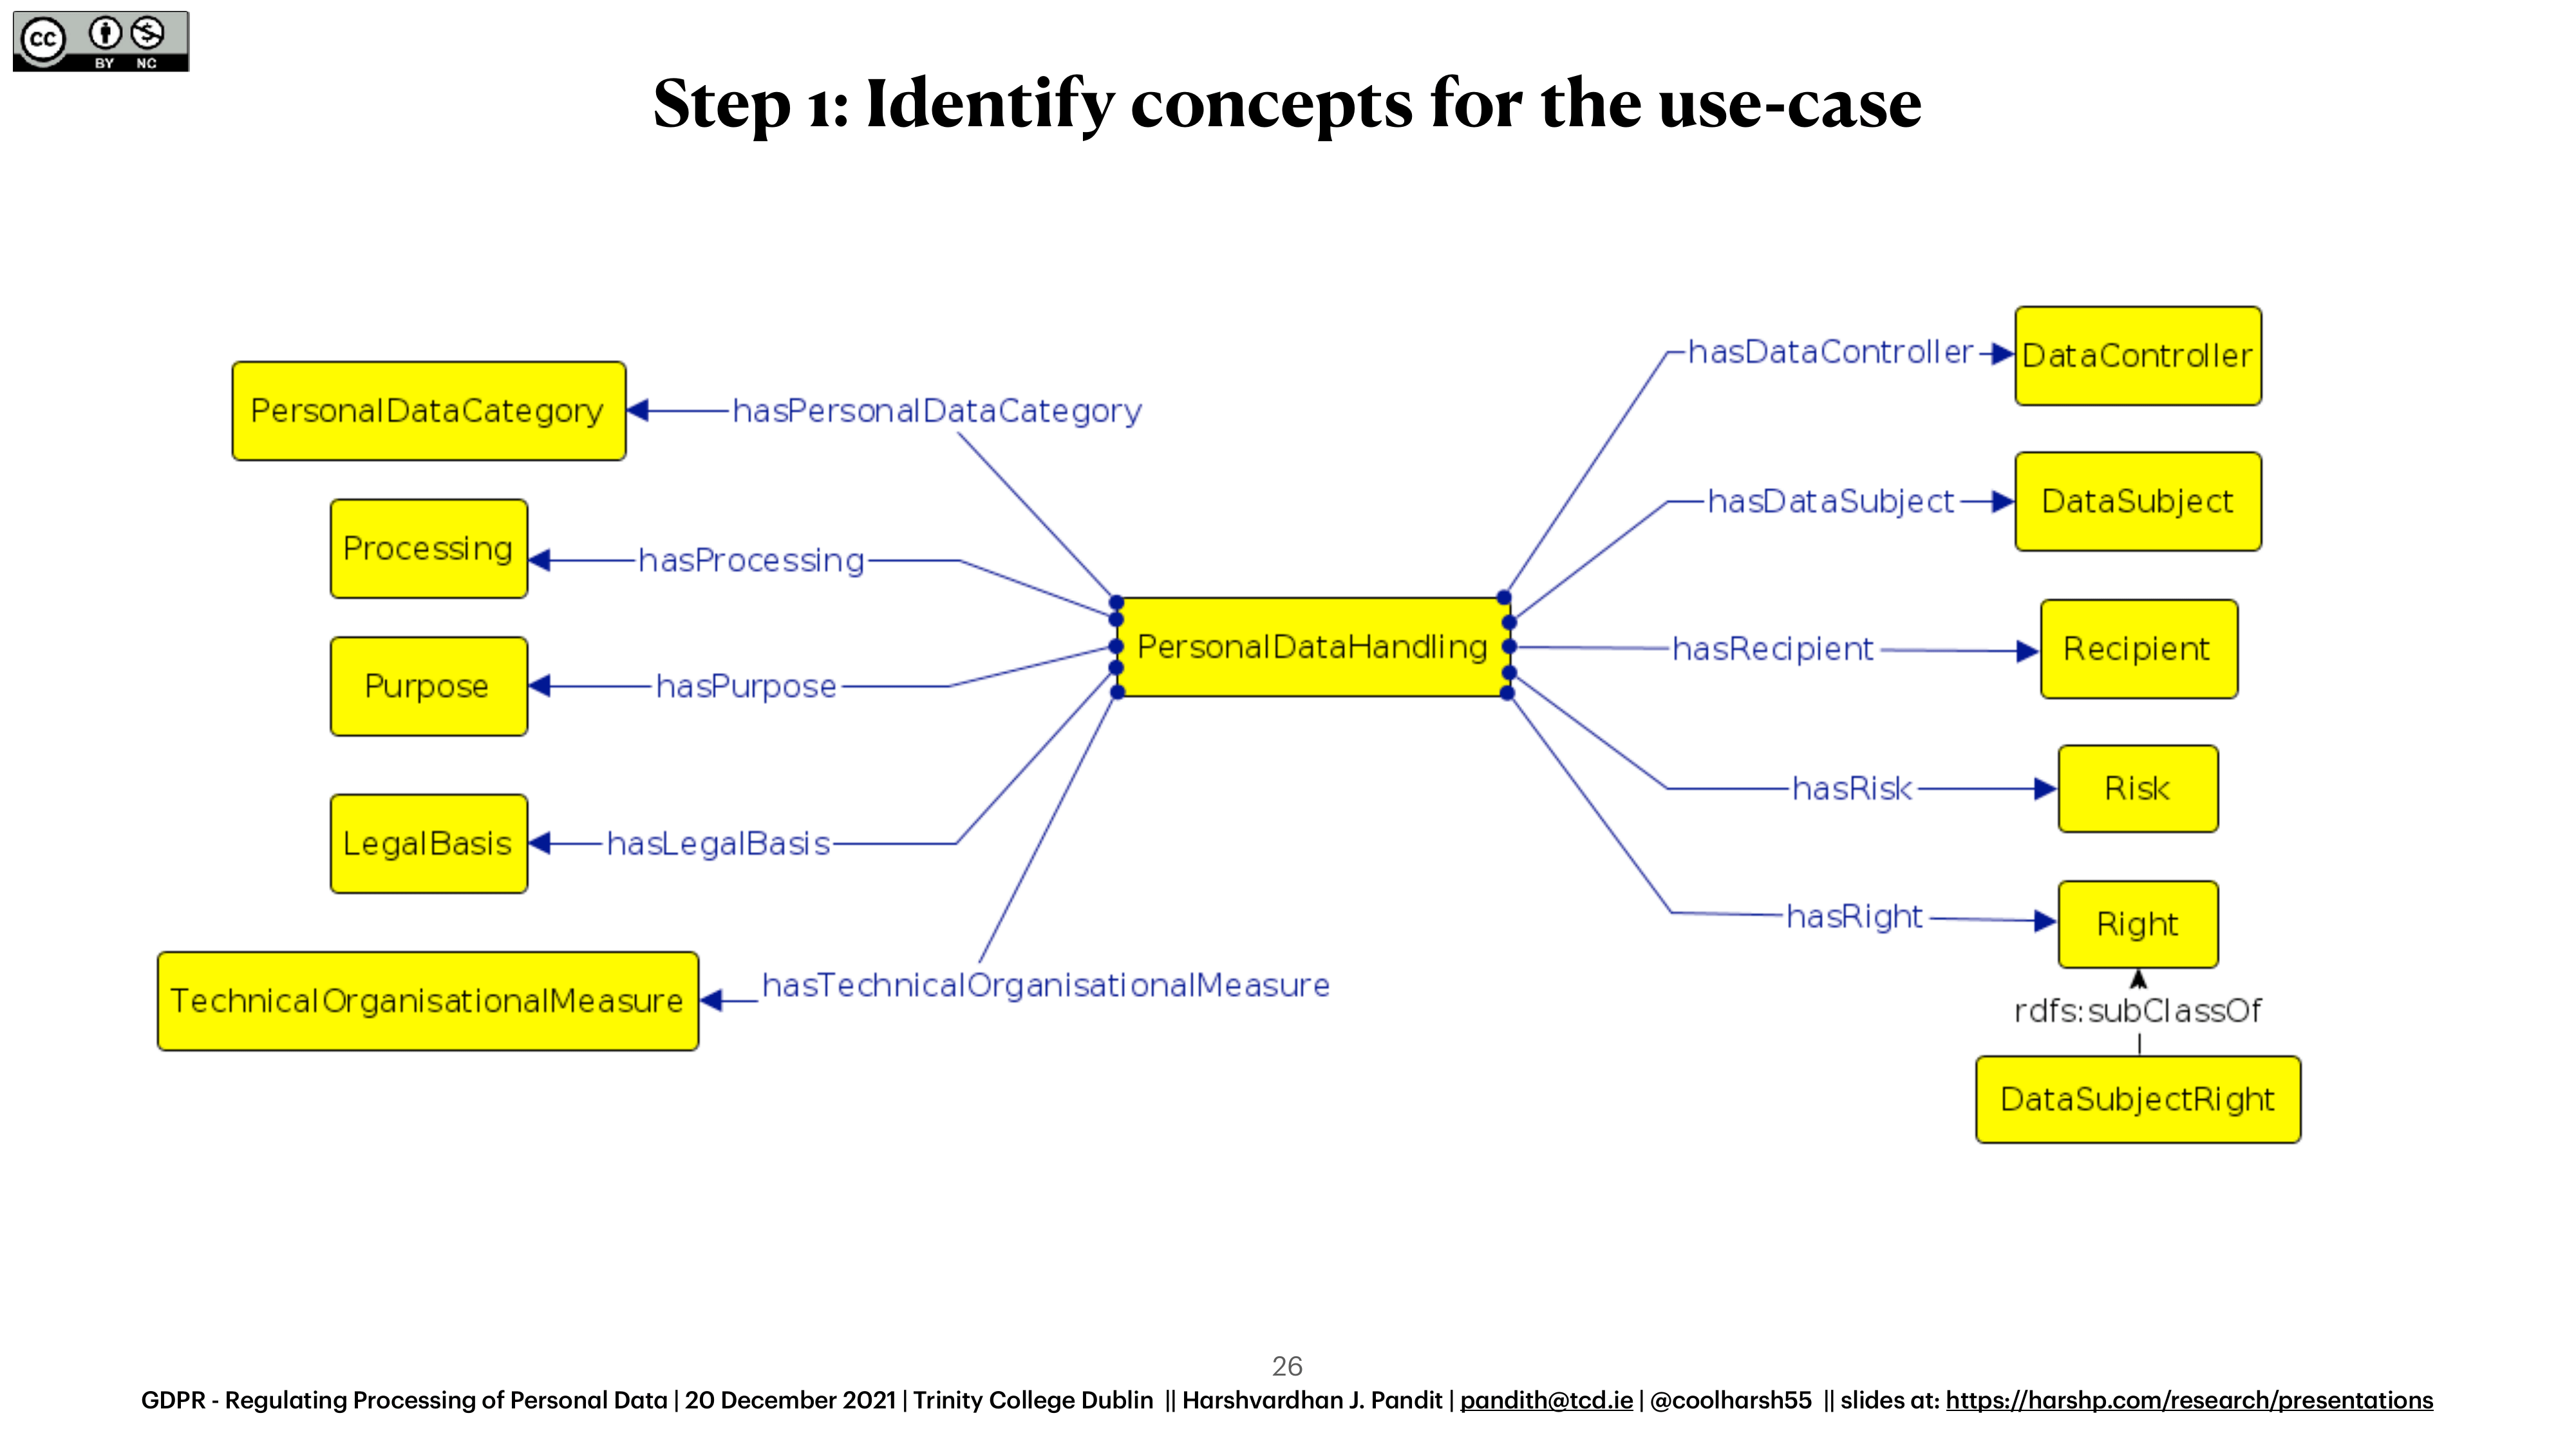 cc
BY NC
Step 1: Identify concepts for the use-case
PersonalDataCategory
hasPersonalDataCategory
Processing
hasProcessing
Purpose
hasPurpose
LegalBasis
hasLegalBasis
TechnicalOrganisationalMeasure
hasTechnicalOrganisationalMeasure
PersonalDataHandling
hasDataController
DataController
hasDataSubject
DataSubject
hasRecipient
Recipient
hasRisk
Risk
hasRight
Right
rdfs:subClassOf
DataSubjectRight
26
GDPR - Regulating Processing of Personal Data | 20 December 2021 | Trinity College Dublin || Harshvardhan J. Pandit | pandith@tcd.ie | @coolharsh55 || slides at: https://harshp.com/research/presentations